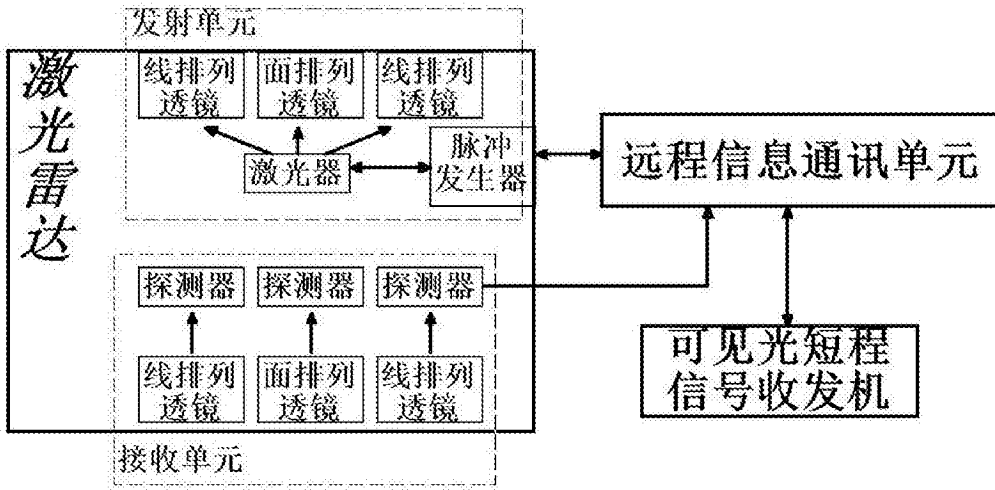 发射单元
激光雷达
线排列
透镜
面排列
透镜
线排列
透镜
激光器
脉冲
发生器
远程信息通讯单元
探测器
探测器
探测器
线排列
透镜
面排列
透镜
线排列
透镜
接收单元
可见光短程
信号收发机